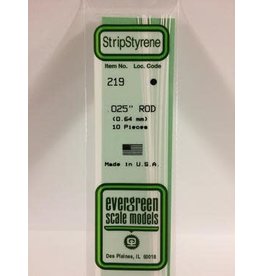 StripStyrene
Item No. Loc. Code
219
.025" ROD
(0.64 mm)
10 Pieces
Made in U.S.A.
evergreen
scale models
Des Plaines, IL 60018